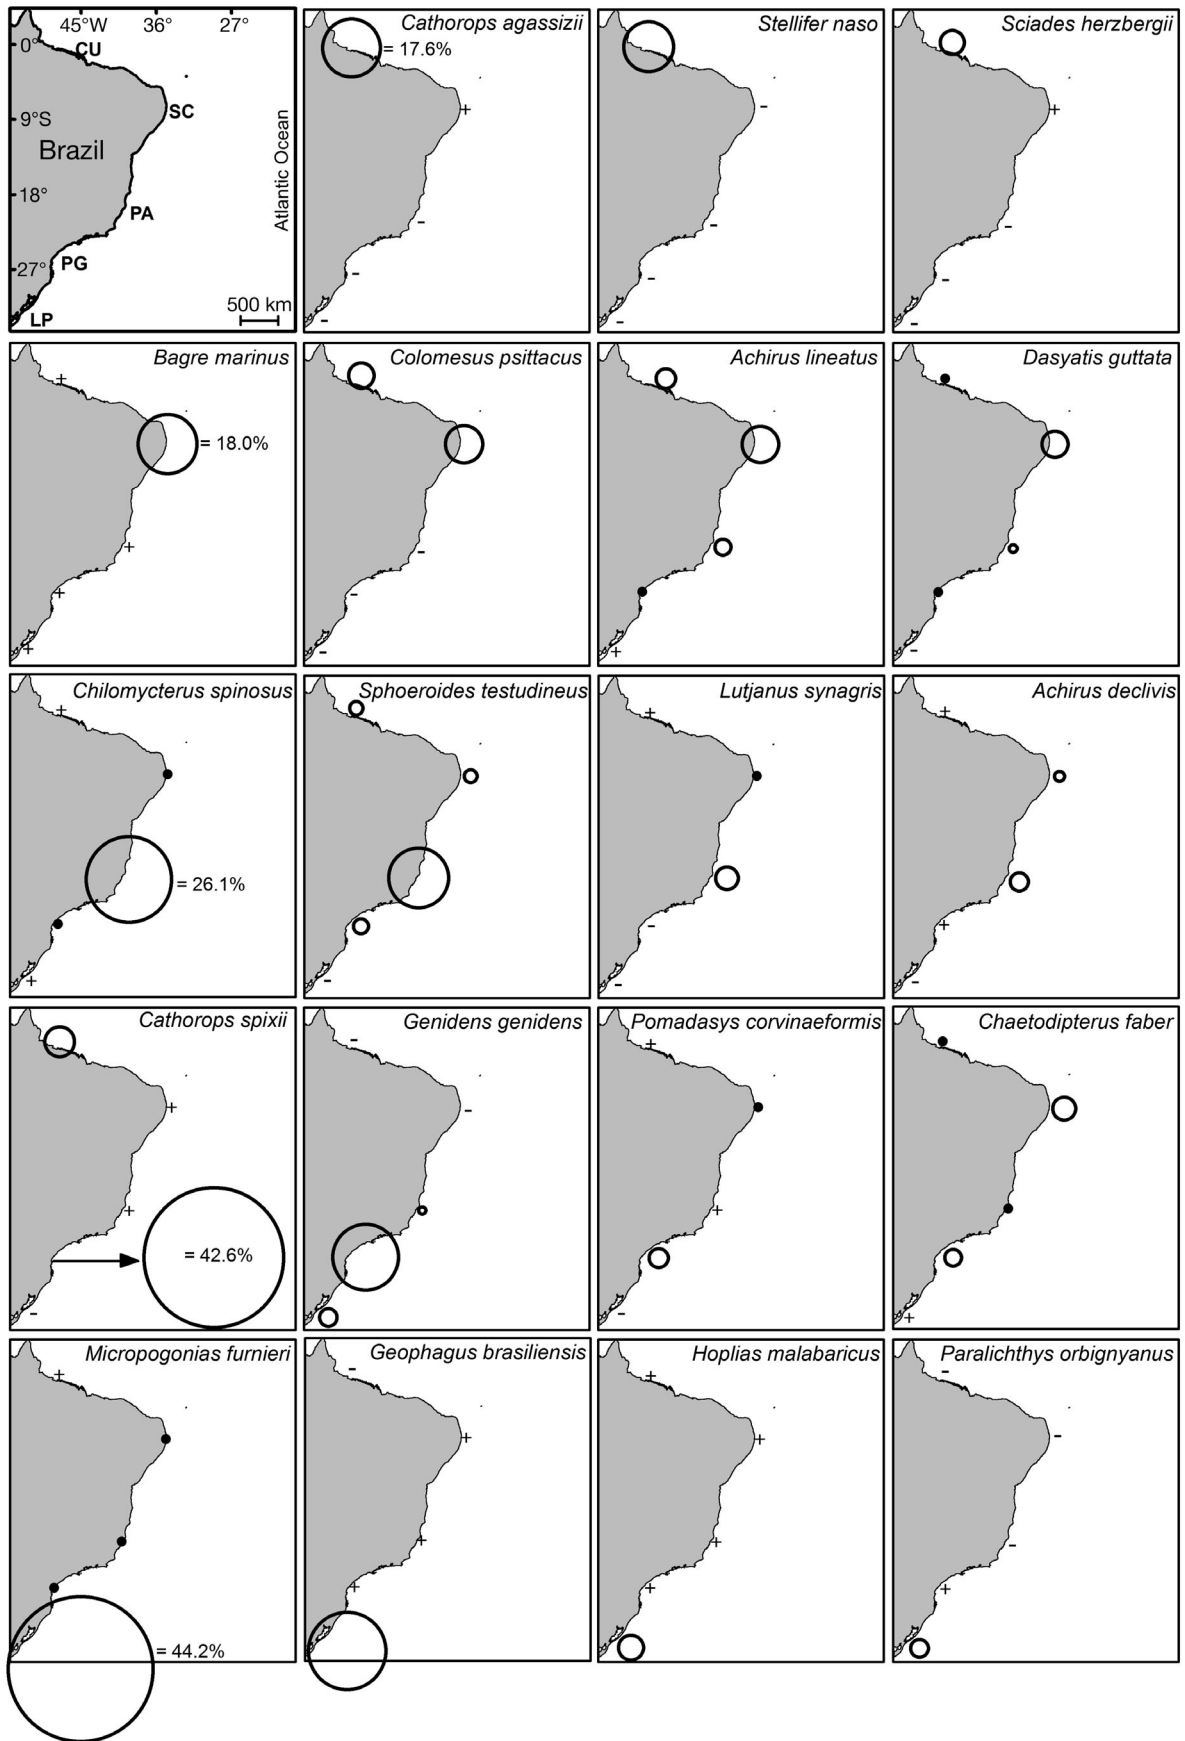 45°W 36° 27°
0° CU
SC
9°S
Brazil
Atlantic Ocean
18°
PA
PG
27°
500 km
LP
Cathorops agassizii
= 17.6%
+
-
-
-
Stellifer naso
-
-
-
-
Sciades herzbergii
+
-
-
-
Bagre marinus
+
= 18.0%
+
+
+
Colomesus psittacus
-
-
-
Achirus lineatus
+
Dasyatis guttata
-
Chilomycterus spinosus
+
= 26.1%
+
Sphoeroides testudineus
-
Lutjanus synagris
+
-
-
Achirus declivis
+
+
-
Cathorops spixii
+
+
= 42.6%
-
Genidens genidens
-
-
Pomadasys corvinaeformis
+
+
-
Chaetodipterus faber
+
Micropogonias furnieri
+
= 44.2%
Geophagus brasiliensis
-
+
+
+
Hoplias malabaricus
+
+
+
+
Paralichthys orbignyanus
-
-
-
+